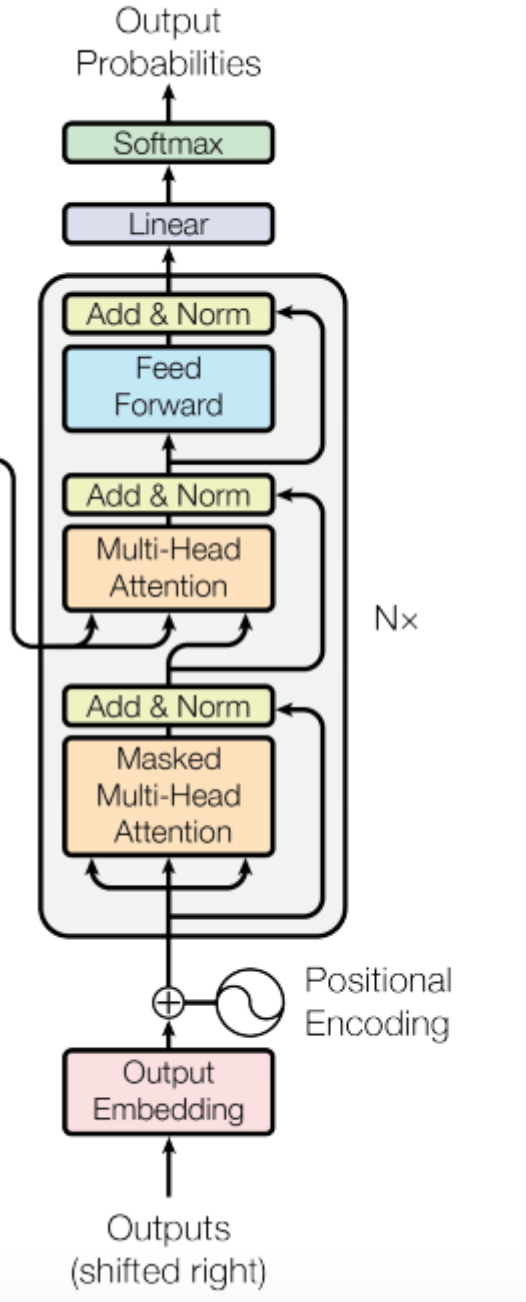 Output
Probabilities
Softmax
Linear
Add & Norm
Feed
Forward
Add & Norm
Multi-Head
Attention
N×
Add & Norm
Masked
Multi-Head
Attention
Positional
Encoding
Output
Embedding
Outputs
(shifted right)